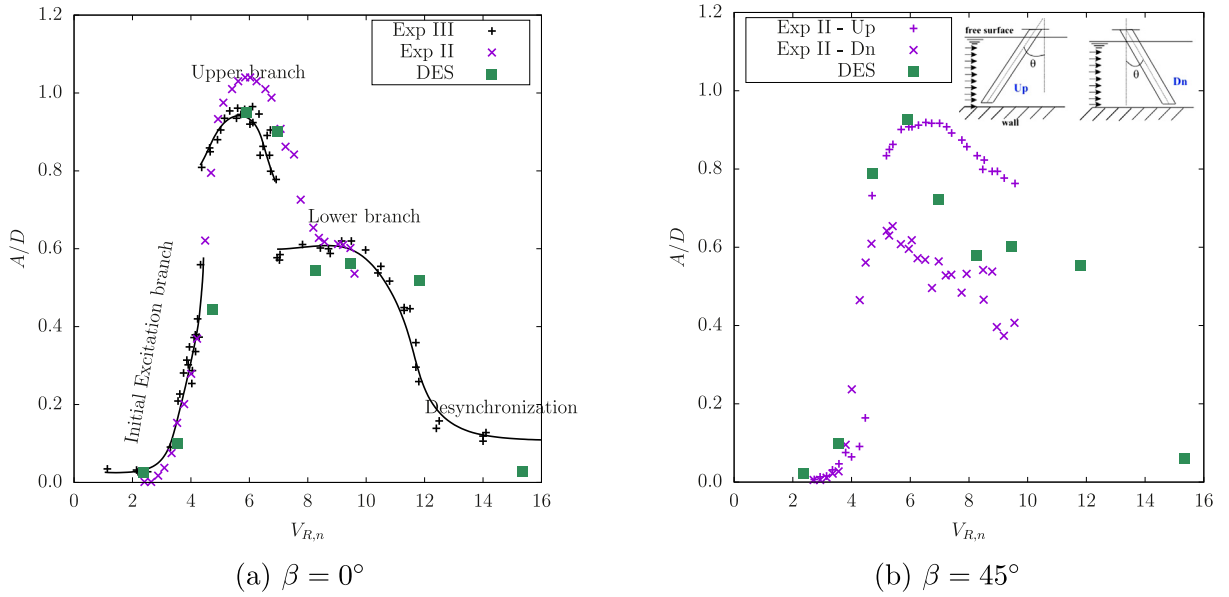 1.2
1.0
0.8
0.6
0.4
0.2
0.0
0 2 4 6 8 10 12 14 16
A/D
V_{R,n}
Exp III
Exp II
DES
Upper branch
Lower branch
Initial Excitation branch
Desynchronization
(a) β = 0°
1.2
1.0
0.8
0.6
0.4
0.2
0.0
0 2 4 6 8 10 12 14 16
A/D
V_{R,n}
Exp II - Up
Exp II - Dn
DES
free surface
θ
Up
wall
θ
Dn
(b) β = 45°